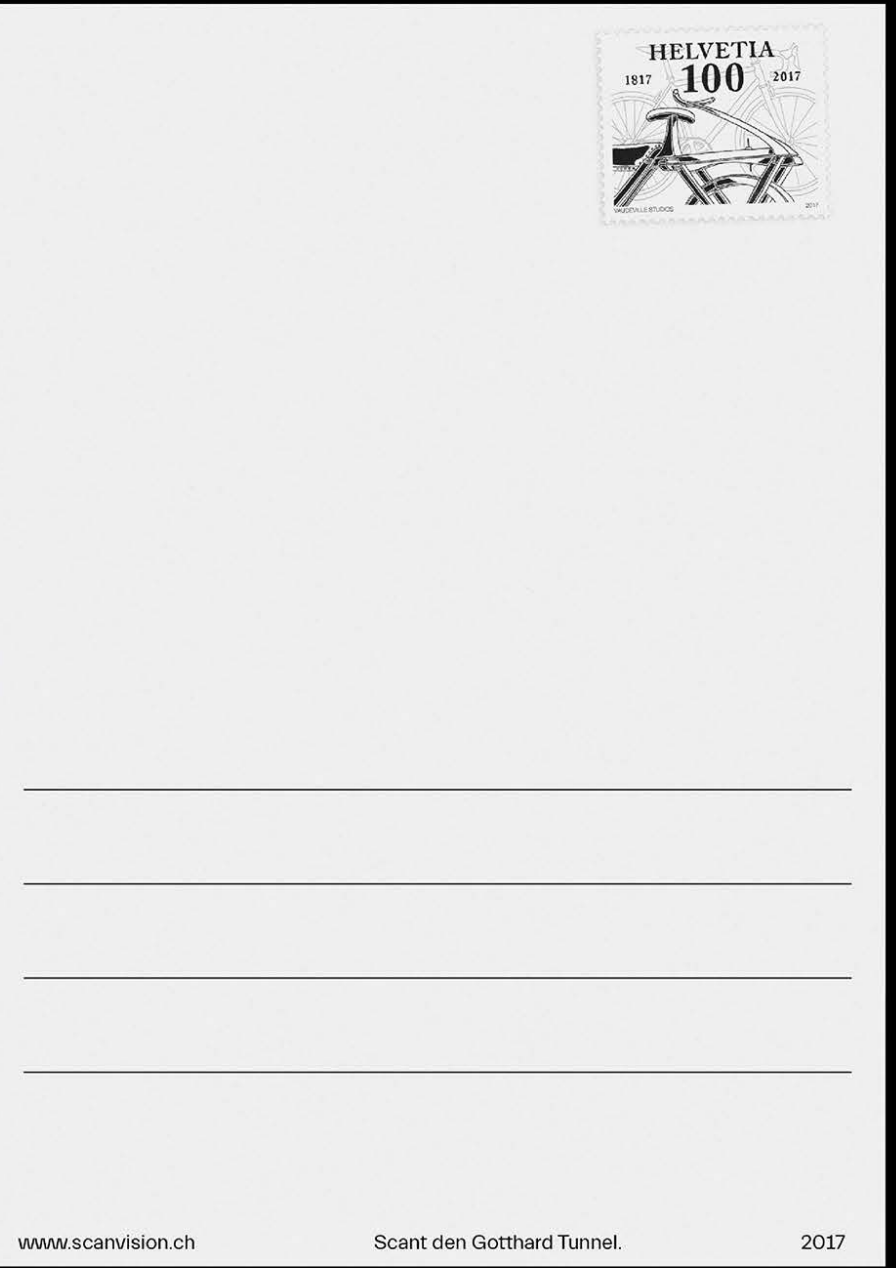 HELVETIA
1817 100 2017
VAUDEVILLE STUDIOS 2017
www.scanvision.ch Scant den Gotthard Tunnel. 2017